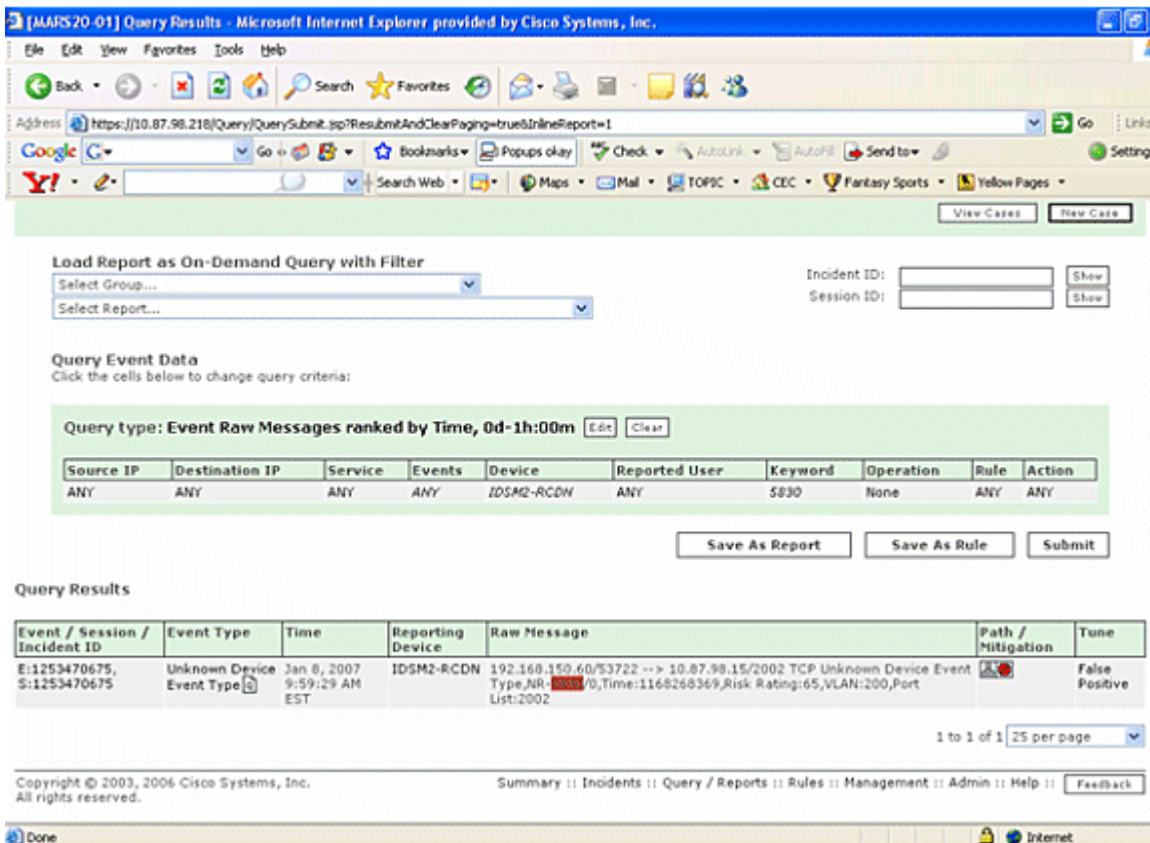 [MARS20-01] Query Results - Microsoft Internet Explorer provided by Cisco Systems, Inc.
File Edit View Favorites Tools Help
Back Search Favorites
Address https://10.87.98.218/Query/QuerySubmit.jsp?ResubmitAndClearPaging=true&InlineReport=1 Go Links
Google G Go Bookmarks Popups okay Check AutoLink AutoFill Send to Setting
Y! Search Web Maps Mail TOPIC CEC Fantasy Sports Yellow Pages
View Cases New Case
Load Report as On-Demand Query with Filter
Select Group...
Select Report...
Incident ID: Show
Session ID: Show
Query Event Data
Click the cells below to change query criteria:
Query type: Event Raw Messages ranked by Time, 0d-1h:00m Edit Clear
Source IP Destination IP Service Events Device Reported User Keyword Operation Rule Action
ANY ANY ANY ANY IDSM2-RCDN ANY 5830 None ANY ANY
Save As Report Save As Rule Submit
Query Results
Event / Session / Incident ID Event Type Time Reporting Device Raw Message Path / Mitigation Tune
E:1253470675, S:1253470675 Unknown Device Event Type Jan 8, 2007 9:59:29 AM EST IDSM2-RCDN 192.168.150.60/53722 --> 10.87.98.15/2002 TCP Unknown Device Event Type,NR-/0,Time:1168268369,Risk Rating:65,VLAN:200,Port List:2002 False Positive
1 to 1 of 1 25 per page
Copyright © 2003, 2006 Cisco Systems, Inc.
All rights reserved.
Summary :: Incidents :: Query / Reports :: Rules :: Management :: Admin :: Help :: Feedback
Done Internet